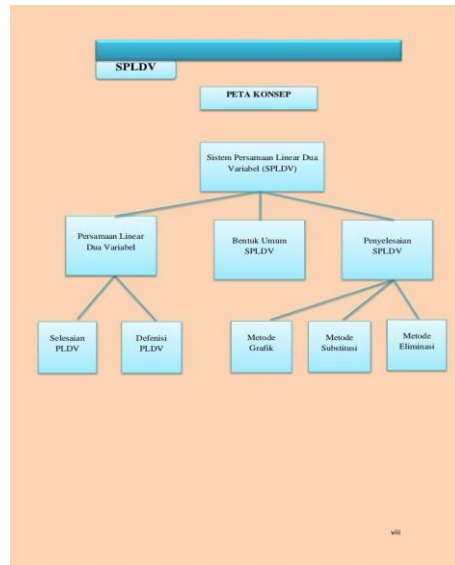 SPLDV
PETA KONSEP
Sistem Persamaan Linear Dua
Variabel (SPLDV)
Persamaan Linear
Dua Variabel
Bentuk Umum
SPLDV
Penyelesaian
SPLDV
Selesaian
PLDV
Defenisi
PLDV
Metode
Grafik
Metode
Substitusi
Metode
Eliminasi
viii